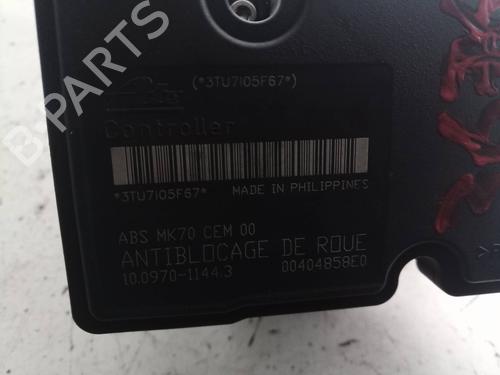 (*3TU7I05F67*)
Ate
Controller
*3TU7I05F67*
MADE IN PHILIPPINES
ABS MK70 CEM 00
ANTIBLOCAGE DE ROUE
10.0970-1144.3
00404858E0
B-PARTS